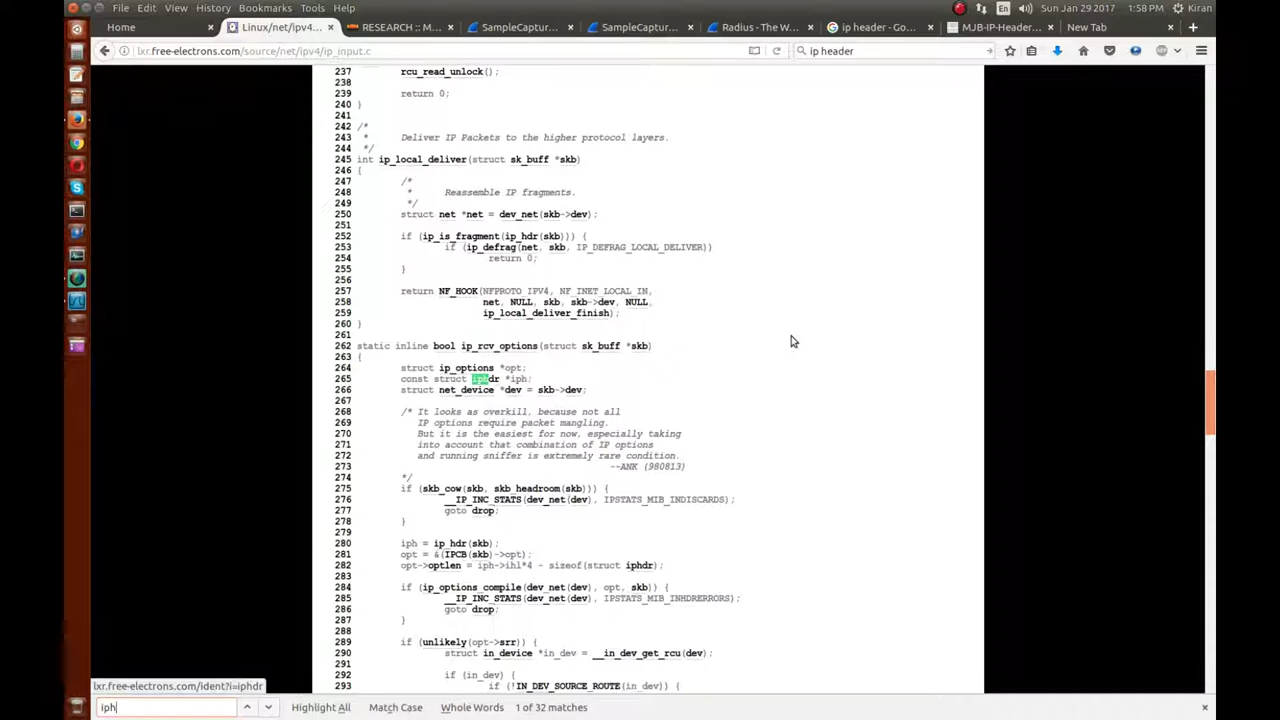 File Edit View History Bookmarks Tools Help
En Sun Jan 29 2017 1:58 PM Kiran
Home
Linux/net/ipv4...
RESEARCH :: M...
SampleCaptur...
SampleCaptur...
Radius - The W...
ip header - Goo...
MJB-IP-Header...
New Tab
lxr.free-electrons.com/source/net/ipv4/ip_input.c
ip header
237 rcu_read_unlock();
238
239 return 0;
240 }
241
242 /*
243 * Deliver IP Packets to the higher protocol layers.
244 */
245 int ip_local_deliver(struct sk_buff *skb)
246 {
247 /*
248 * Reassemble IP fragments.
249 */
250 struct net *net = dev_net(skb->dev);
251
252 if (ip_is_fragment(ip_hdr(skb))) {
253 if (ip_defrag(net, skb, IP_DEFRAG_LOCAL_DELIVER))
254 return 0;
255 }
256
257 return NF_HOOK(NFPROTO_IPV4, NF_INET_LOCAL_IN,
258 net, NULL, skb, skb->dev, NULL,
259 ip_local_deliver_finish);
260 }
261
262 static inline bool ip_rcv_options(struct sk_buff *skb)
263 {
264 struct ip_options *opt;
265 const struct iphdr *iph;
266 struct net_device *dev = skb->dev;
267
268 /* It looks as overkill, because not all
269 IP options require packet mangling.
270 But it is the easiest for now, especially taking
271 into account that combination of IP options
272 and running sniffer is extremely rare condition.
273 --ANK (980813)
274 */
275 if (skb_cow(skb, skb_headroom(skb))) {
276 __IP_INC_STATS(dev_net(dev), IPSTATS_MIB_INDISCARDS);
277 goto drop;
278 }
279
280 iph = ip_hdr(skb);
281 opt = &(IPCB(skb)->opt);
282 opt->optlen = iph->ihl*4 - sizeof(struct iphdr);
283
284 if (ip_options_compile(dev_net(dev), opt, skb)) {
285 __IP_INC_STATS(dev_net(dev), IPSTATS_MIB_INHDRERRORS);
286 goto drop;
287 }
288
289 if (unlikely(opt->srr)) {
290 struct in_device *in_dev = __in_dev_get_rcu(dev);
291
292 if (in_dev) {
293 if (!IN_DEV_SOURCE_ROUTE(in_dev)) {
lxr.free-electrons.com/ident?i=iphdr
iph
Highlight All Match Case Whole Words 1 of 32 matches